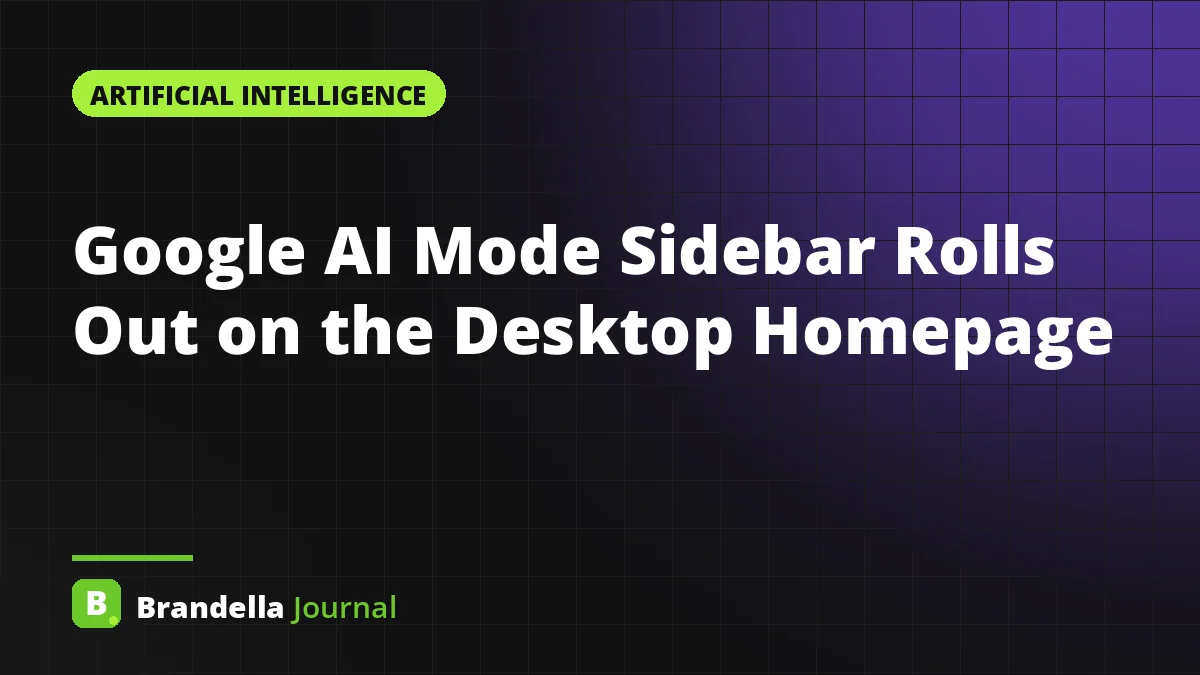 ARTIFICIAL INTELLIGENCE
Google AI Mode Sidebar Rolls
Out on the Desktop Homepage
B
Brandella Journal